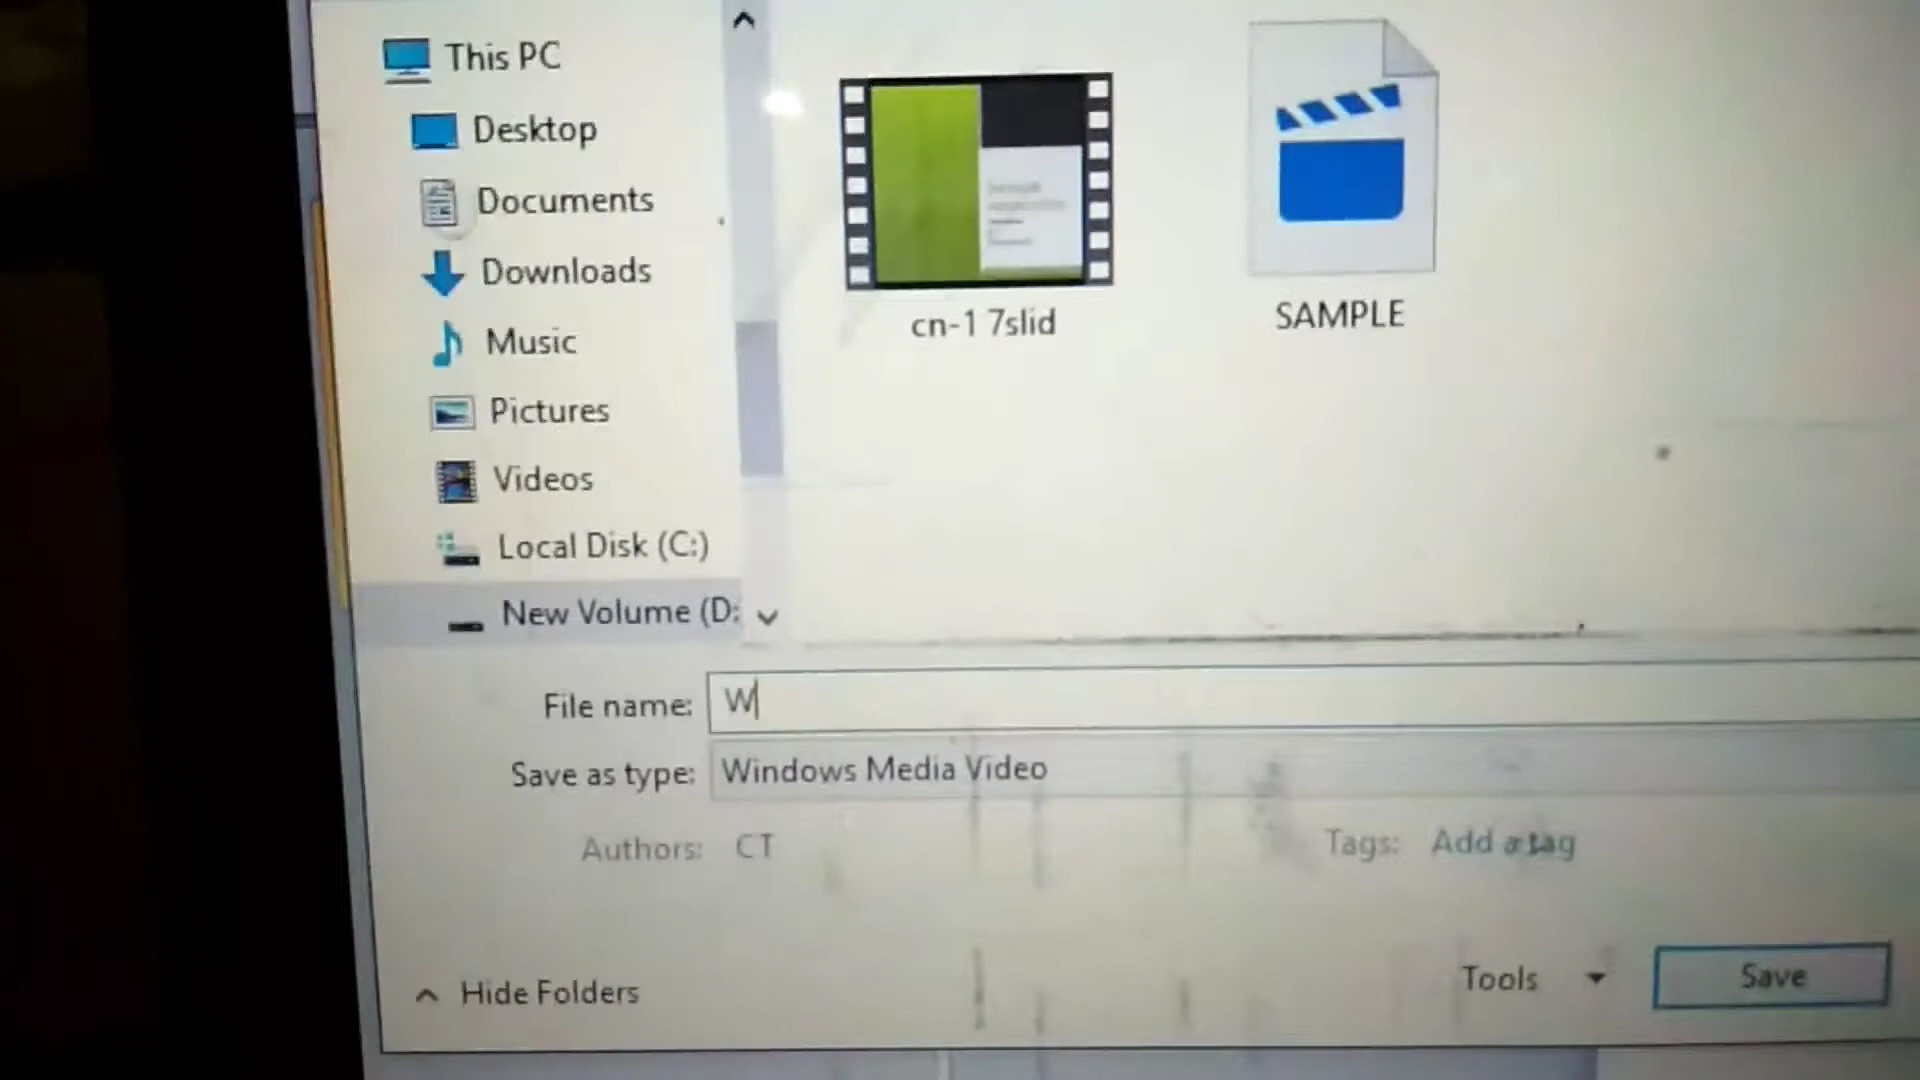 This PC
Desktop
Documents
Downloads
Music
Pictures
Videos
Local Disk (C:)
New Volume (D:
cn-1 7slid
SAMPLE
File name: W
Save as type: Windows Media Video
Authors: CT
Tags: Add a tag
Hide Folders
Tools
Save